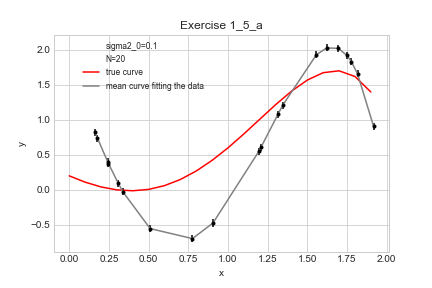 Exercise 1_5_a
sigma2_0=0.1
N=20
true curve
mean curve fitting the data
y
2.0
1.5
1.0
0.5
0.0
−0.5
0.00 0.25 0.50 0.75 1.00 1.25 1.50 1.75 2.00
x